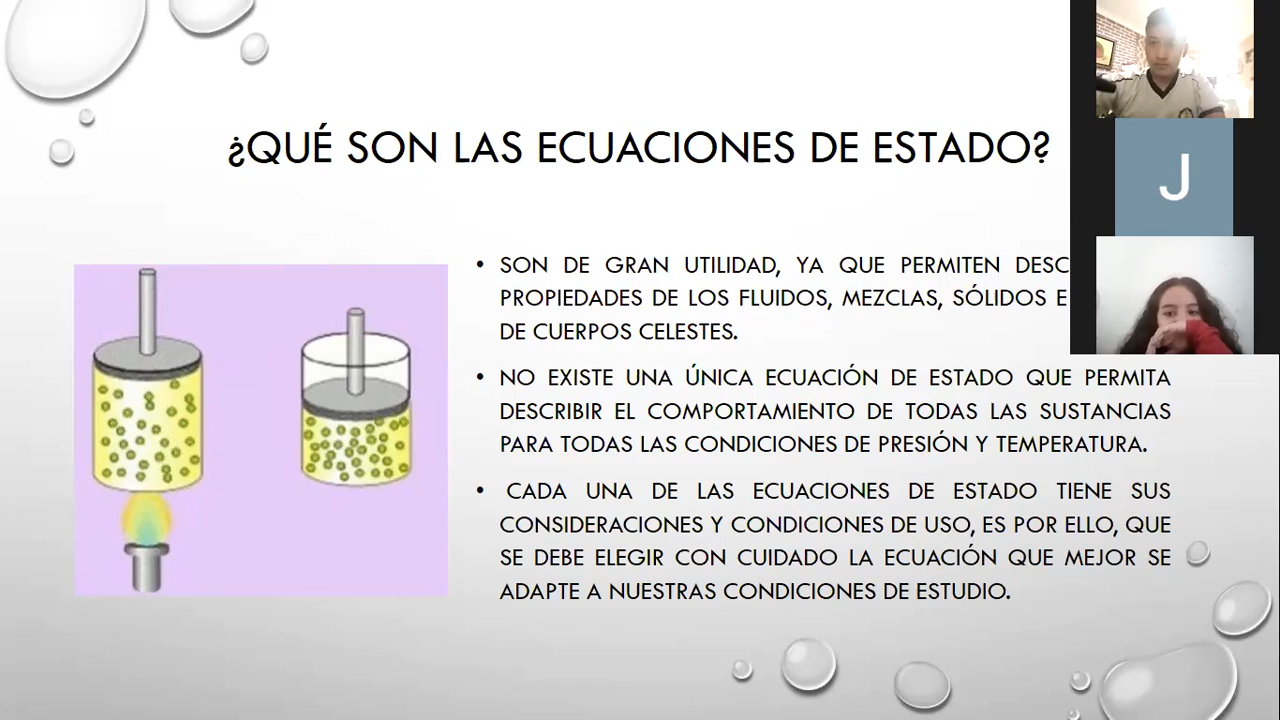 ¿QUÉ SON LAS ECUACIONES DE ESTADO?
• SON DE GRAN UTILIDAD, YA QUE PERMITEN DESC
PROPIEDADES DE LOS FLUIDOS, MEZCLAS, SÓLIDOS E
DE CUERPOS CELESTES.
• NO EXISTE UNA ÚNICA ECUACIÓN DE ESTADO QUE PERMITA
DESCRIBIR EL COMPORTAMIENTO DE TODAS LAS SUSTANCIAS
PARA TODAS LAS CONDICIONES DE PRESIÓN Y TEMPERATURA.
• CADA UNA DE LAS ECUACIONES DE ESTADO TIENE SUS
CONSIDERACIONES Y CONDICIONES DE USO, ES POR ELLO, QUE
SE DEBE ELEGIR CON CUIDADO LA ECUACIÓN QUE MEJOR SE
ADAPTE A NUESTRAS CONDICIONES DE ESTUDIO.
J